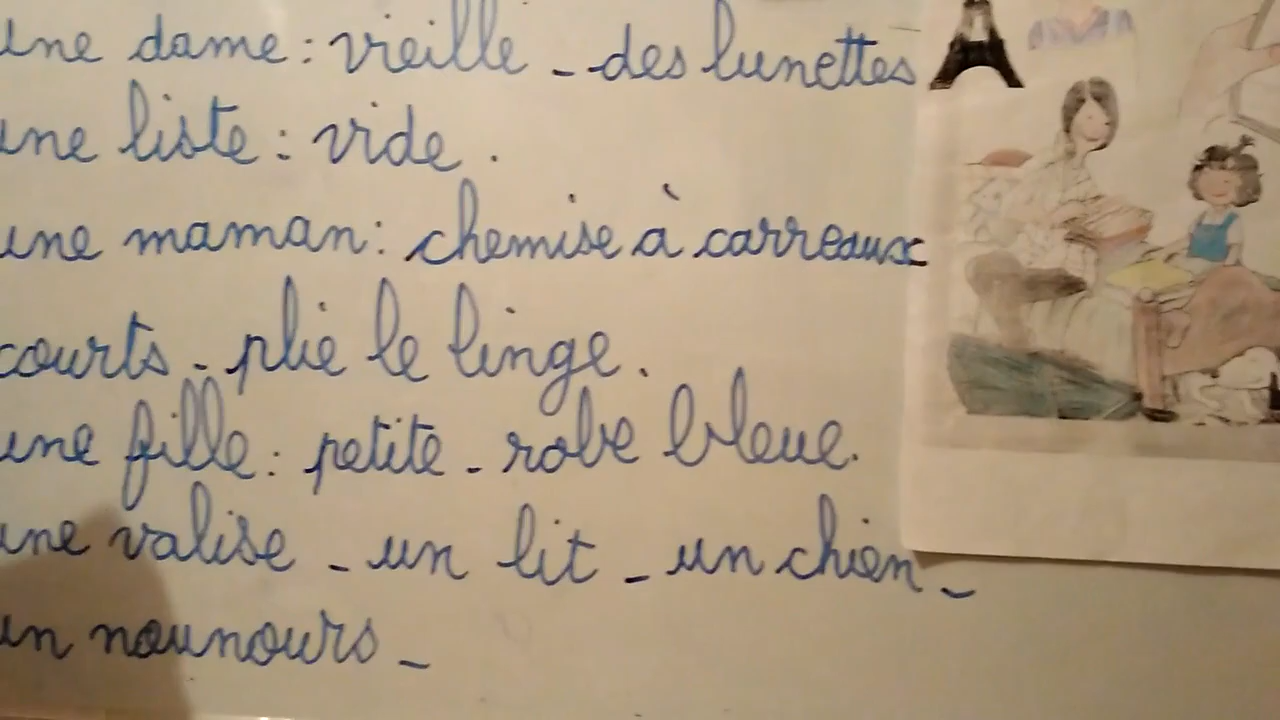 une dame : vieille - des lunettes
une liste : vide.
une maman : chemise à carreaux
courts - plie le linge.
une fille : petite - robe bleue.
une valise - un lit - un chien -
un nounours -